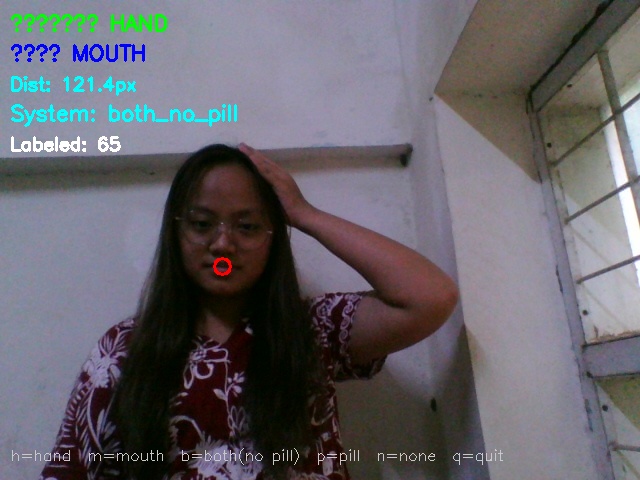 ??????? HAND
???? MOUTH
Dist: 121.4px
System: both_no_pill
Labeled: 65
h=hand m=mouth b=both(no pill) p=pill n=none q=quit